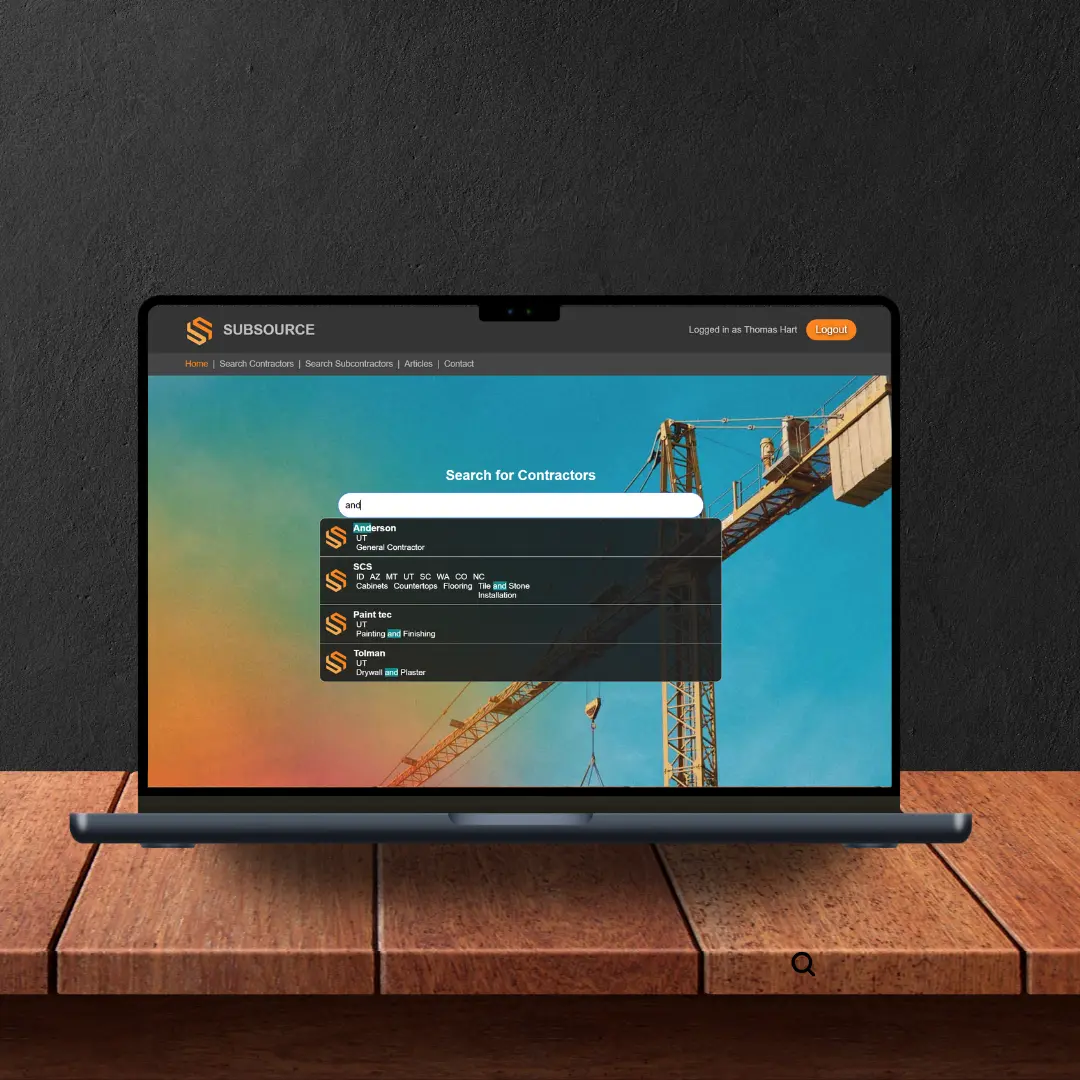 SUBSOURCE
Logged in as Thomas Hart
Logout
Home | Search Contractors | Search Subcontractors | Articles | Contact
Search for Contractors
and
Anderson
UT
General Contractor
SCS
ID AZ MT UT SC WA CO NC
Cabinets Countertops Flooring Tile and Stone
Installation
Paint tec
UT
Painting and Finishing
Tolman
UT
Drywall and Plaster